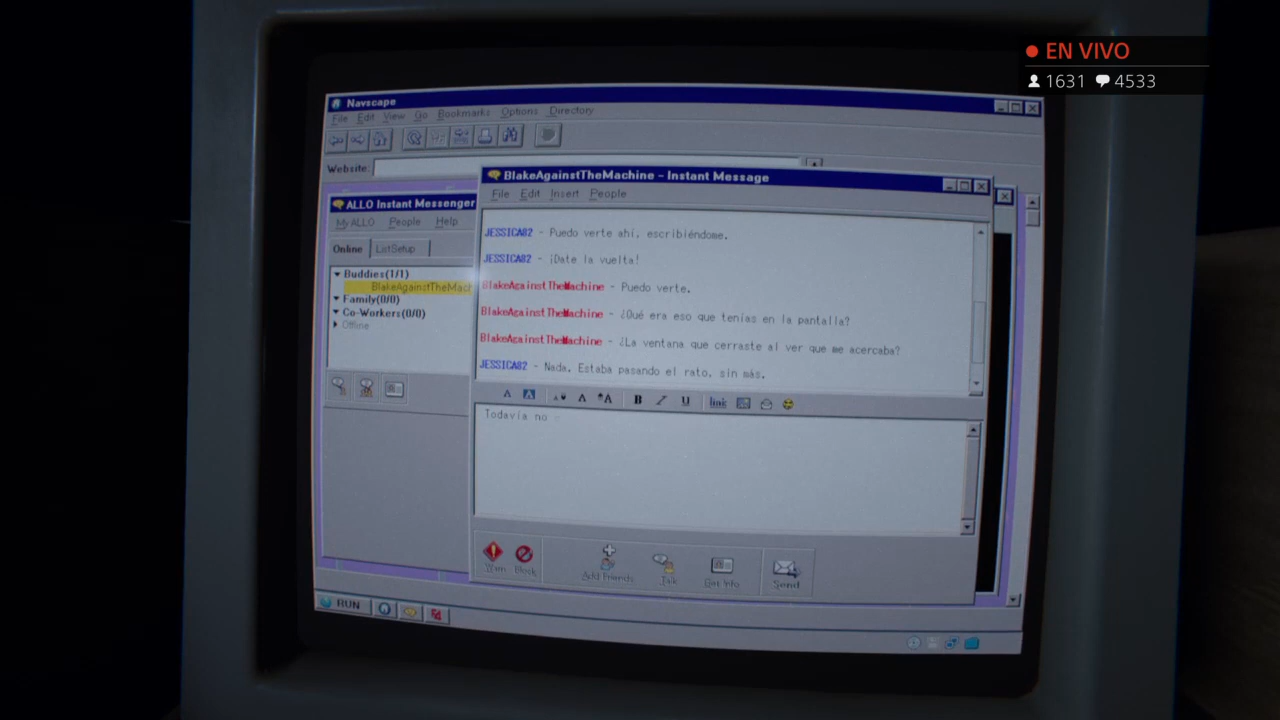 EN VIVO
1631 4533
Navscape
File Edit View Go Bookmarks Options Directory
Website:
BlakeAgainstTheMachine - Instant Message
File Edit Insert People
ALLO Instant Messenger
My ALLO People Help
Online List Setup
Buddies(1/1)
BlakeAgainstTheMach
Family(0/0)
Co-Workers(0/0)
Offline
JESSICA82 - Puedo verte ahí, escribiéndome.
JESSICA82 - ¡Date la vuelta!
BlakeAgainstTheMachine - Puedo verte.
BlakeAgainstTheMachine - ¿Qué era eso que tenías en la pantalla?
BlakeAgainstTheMachine - ¿La ventana que cerraste al ver que me acercaba?
JESSICA82 - Nada. Estaba pasando el rato, sin más.
A A A A A B I U link
Todavía no -
Warn Block Add Friends Talk Get Info Send
RUN